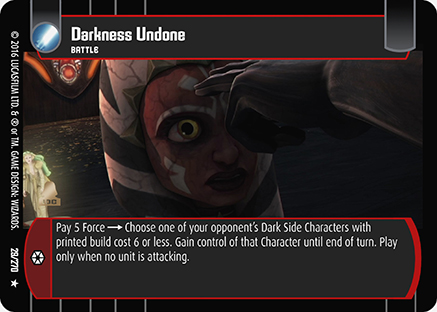 Darkness Undone
BATTLE
Pay 5 Force → Choose one of your opponent's Dark Side Characters with
printed build cost 6 or less. Gain control of that Character until end of turn. Play
only when no unit is attacking.
© 2016 LUCASFILM LTD. & ® OR TM. GAME DESIGN: WIZARDS.
29/270 ★